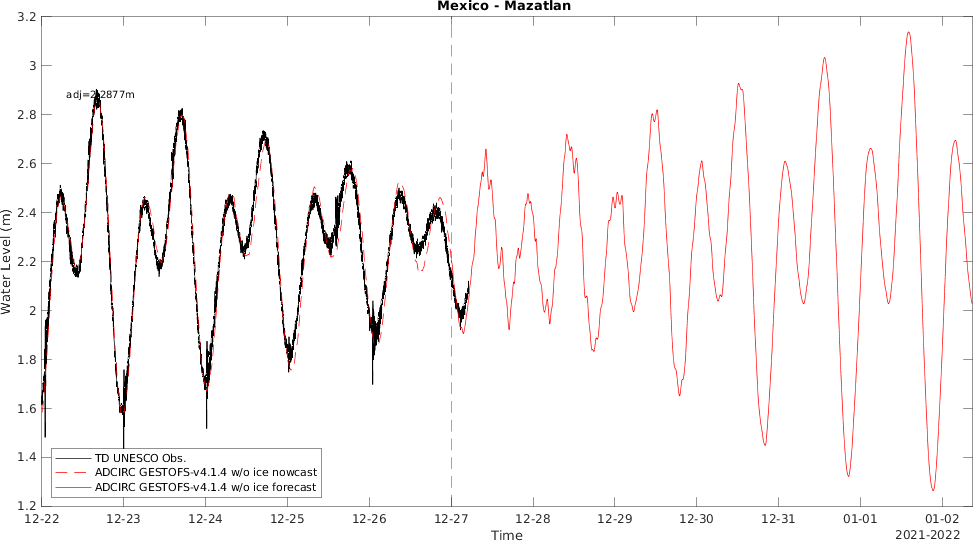 Mexico - Mazatlan
3.2
3
2.8
2.6
2.4
2.2
2
1.8
1.6
1.4
1.2
Water Level (m)
adj=2.2877m
TD UNESCO Obs.
ADCIRC GESTOFS-v4.1.4 w/o ice nowcast
ADCIRC GESTOFS-v4.1.4 w/o ice forecast
12-22 12-23 12-24 12-25 12-26 12-27 12-28 12-29 12-30 12-31 01-01 01-02
Time
2021-2022